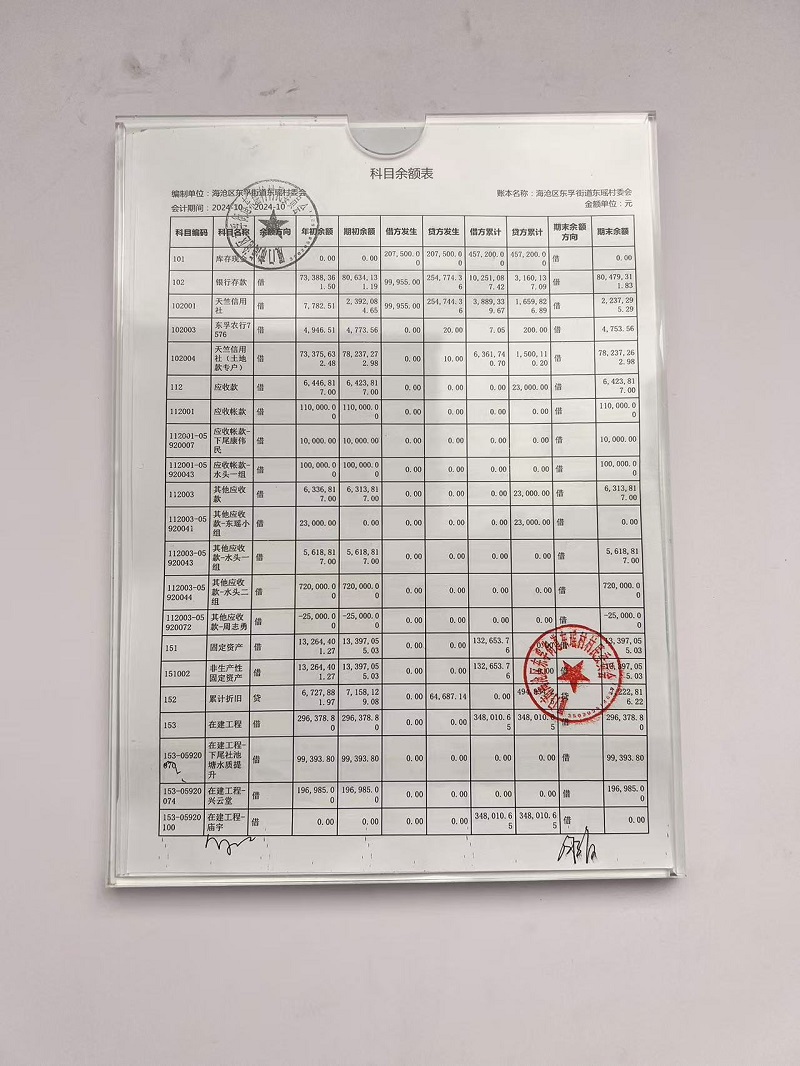 科目余额表
编制单位：海沧区东孚街道东瑶村委会 账本名称：海沧区东孚街道东瑶村委会
会计期间：2024-10 - 2024-10 金额单位：元
科目编码 科目名称 余额方向 年初余额 期初余额 借方发生 贷方发生 借方累计 贷方累计 期末余额方向 期末余额
101 库存现金 0.00 0.00 207,500.00 207,500.00 457,200.00 457,200.00 借 0.00
102 银行存款 借 73,388,361.50 80,634,131.19 99,955.00 254,774.36 10,251,087.42 3,160,137.09 借 80,479,311.83
102001 天竺信用社 借 7,782.51 2,392,084.65 99,955.00 254,744.36 3,889,339.67 1,659,826.89 借 2,237,295.29
102003 东孚农行7576 借 4,946.51 4,773.56 0.00 20.00 7.05 200.00 借 4,753.56
102004 天竺信用社（土地款专户） 借 73,375,632.48 78,237,272.98 0.00 10.00 6,361,740.70 1,500,110.20 借 78,237,262.98
112 应收款 借 6,446,817.00 6,423,817.00 0.00 0.00 0.00 23,000.00 借 6,423,817.00
112001 应收帐款 借 110,000.00 110,000.00 0.00 0.00 0.00 0.00 借 110,000.00
112001-05920007 应收帐款-下尾康伟民 借 10,000.00 10,000.00 0.00 0.00 0.00 0.00 借 10,000.00
112001-05920043 应收帐款-水头一组 借 100,000.00 100,000.00 0.00 0.00 0.00 0.00 借 100,000.00
112003 其他应收款 借 6,336,817.00 6,313,817.00 0.00 0.00 0.00 23,000.00 借 6,313,817.00
112003-05920041 其他应收款-东瑶小组 借 23,000.00 0.00 0.00 0.00 0.00 23,000.00 借 0.00
112003-05920043 其他应收款-水头一组 借 5,618,817.00 5,618,817.00 0.00 0.00 0.00 0.00 借 5,618,817.00
112003-05920044 其他应收款-水头二组 借 720,000.00 720,000.00 0.00 0.00 0.00 0.00 借 720,000.00
112003-05920072 其他应收款-周志勇 借 -25,000.00 -25,000.00 0.00 0.00 0.00 0.00 借 -25,000.00
151 固定资产 借 13,264,401.27 13,397,055.03 0.00 0.00 132,653.76 0.00 借 13,397,055.03
151002 非生产性固定资产 借 13,264,401.27 13,397,055.03 0.00 0.00 132,653.76 0.00 借 13,397,055.03
152 累计折旧 贷 6,727,881.97 7,158,129.08 0.00 64,687.14 0.00 贷
153 在建工程 借 296,378.80 296,378.80 0.00 0.00 348,010.65 348,010.65 借 296,378.80
153-05920070 在建工程-下尾社池塘水质提升 借 99,393.80 99,393.80 0.00 0.00 0.00 0.00 借 99,393.80
153-05920074 在建工程-兴云堂 借 196,985.00 196,985.00 0.00 0.00 0.00 0.00 借 196,985.00
153-05920100 在建工程-庙宇 借 0.00 0.00 0.00 0.00 348,010.65 348,010.65 借 0.00